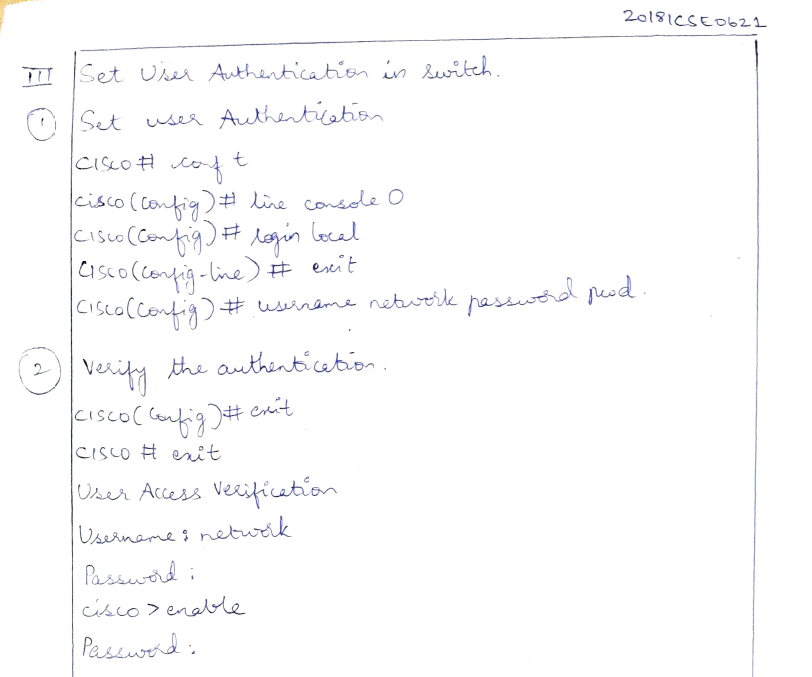 20181CSE0621
III Set User Authentication in switch.
1 Set user Authentication
CISCO # conf t
cisco (config) # line console 0
CISCO (Config) # login local
CISCO (config-line) # exit
CISCO (Config) # username network password pwd.
2 Verify the authentication.
CISCO (Config) # exit
CISCO # exit
User Access Verification
Username : network
Password :
cisco > enable
Password :